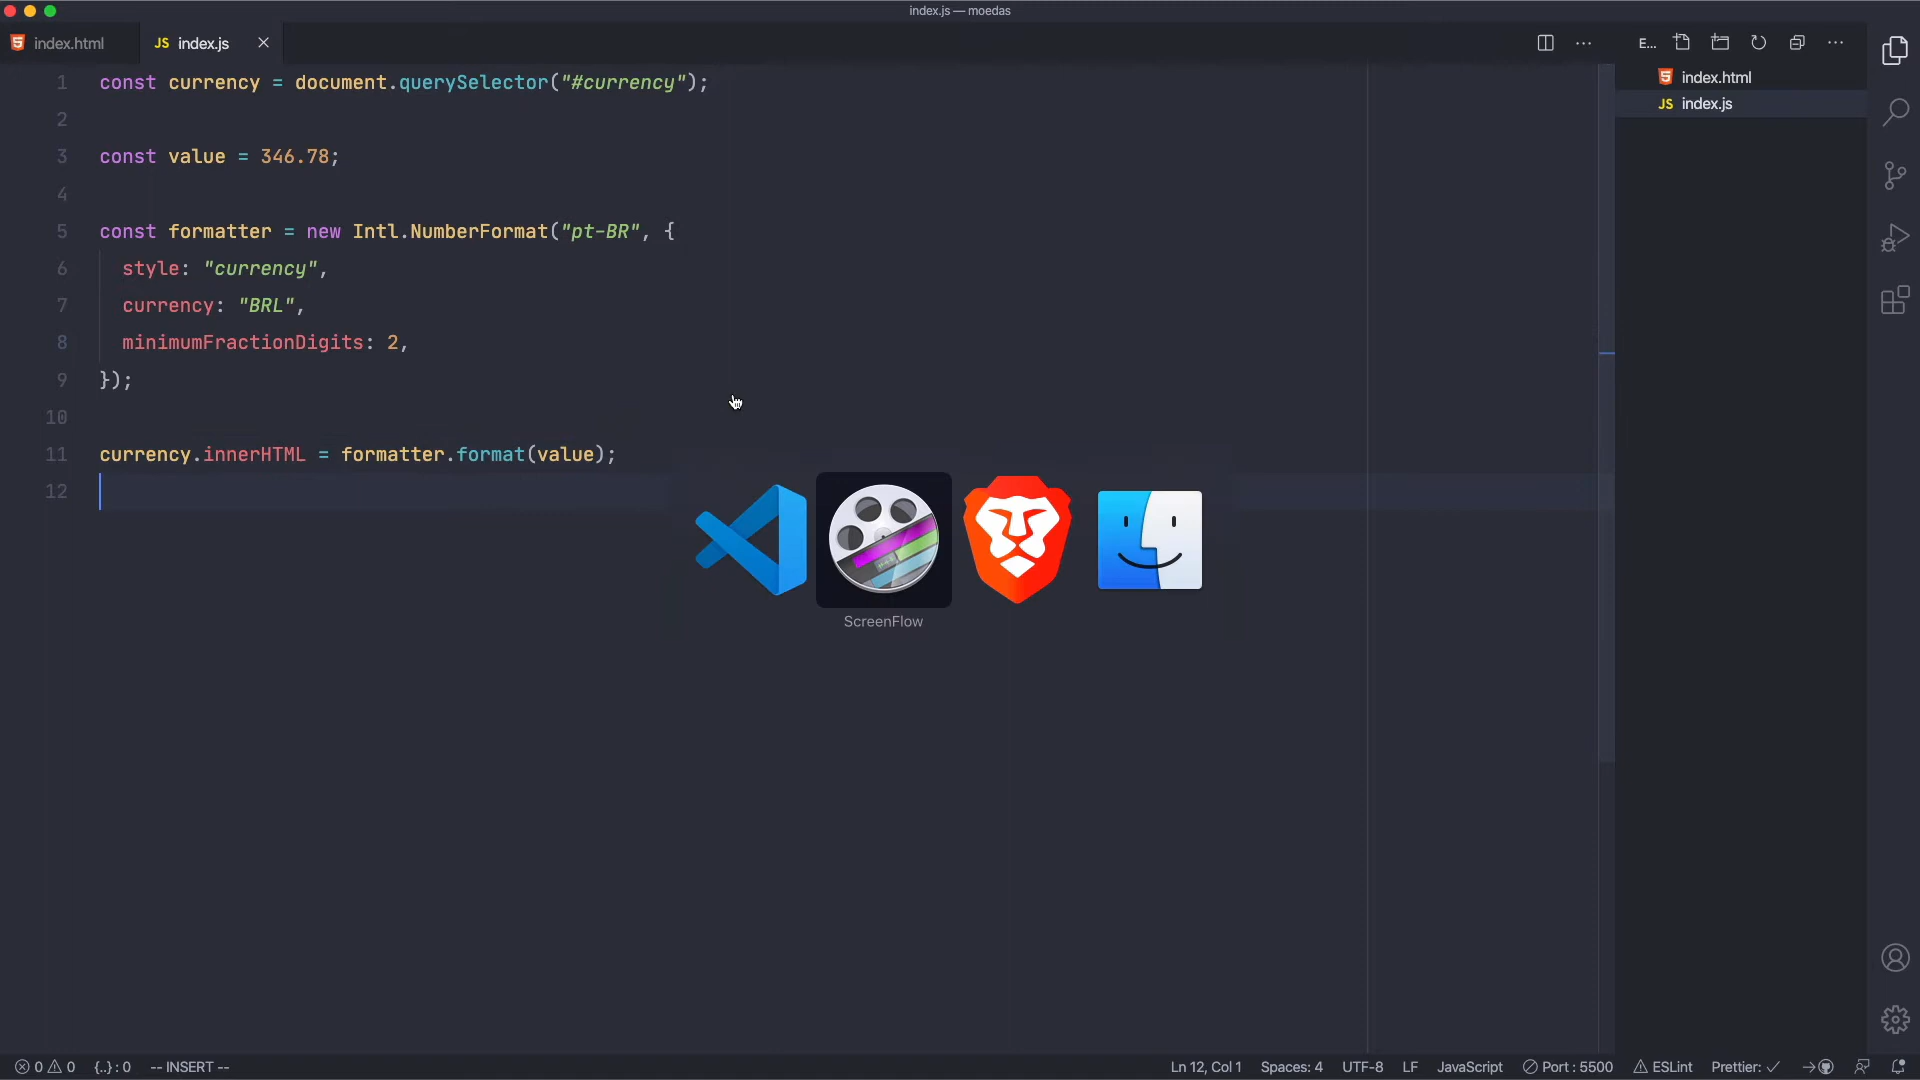 index.js — moedas
index.html
JS index.js
E...
index.html
JS index.js
1 const currency = document.querySelector("#currency");
2
3 const value = 346.78;
4
5 const formatter = new Intl.NumberFormat("pt-BR", {
6 style: "currency",
7 currency: "BRL",
8 minimumFractionDigits: 2,
9 });
10
11 currency.innerHTML = formatter.format(value);
12
ScreenFlow
0 0 {..} : 0 -- INSERT -- Ln 12, Col 1 Spaces: 4 UTF-8 LF JavaScript Port : 5500 ESLint Prettier: ✓